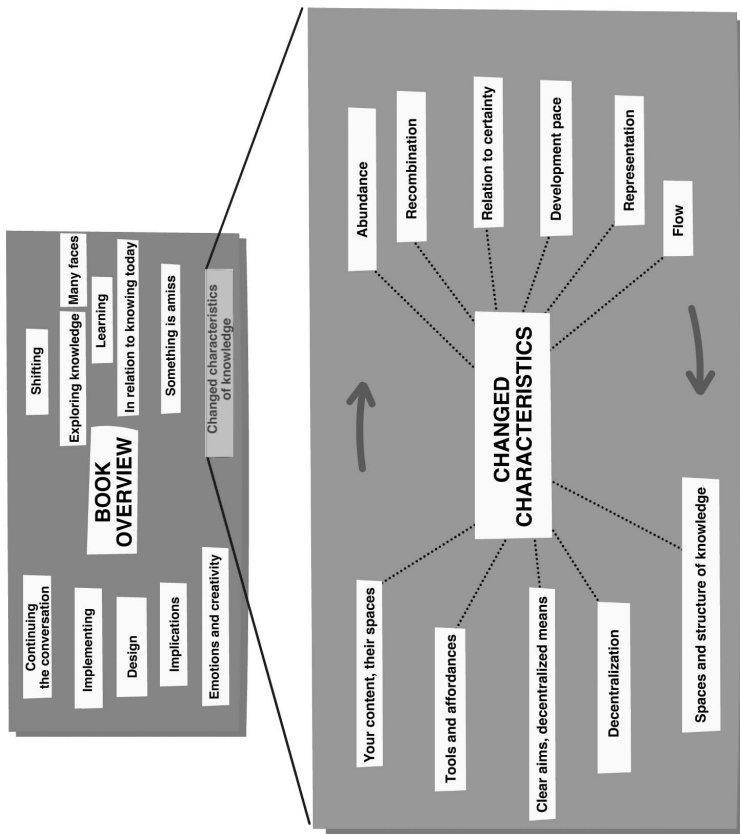 BOOK
OVERVIEW
Shifting
Exploring knowledge
Many faces
Learning
In relation to knowing today
Something is amiss
Changed characteristics
of knowledge
Emotions and creativity
Implications
Design
Implementing
Continuing
the conversation
CHANGED
CHARACTERISTICS
Abundance
Recombination
Relation to certainty
Development pace
Representation
Flow
Spaces and structure of knowledge
Decentralization
Clear aims, decentralized means
Tools and affordances
Your content, their spaces